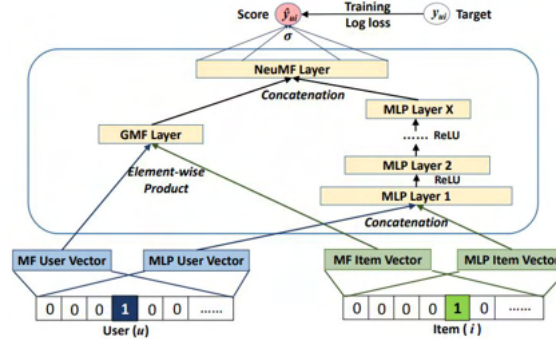 Score ŷui Training yui Target
Log loss
σ
NeuMF Layer
Concatenation
MLP Layer X
GMF Layer
...... ReLU
Element-wise
Product
MLP Layer 2
ReLU
MLP Layer 1
Concatenation
MF User Vector MLP User Vector MF Item Vector MLP Item Vector
0 0 0 1 0 0 ...... 0 0 0 0 1 0 ......
User (u) Item (i)